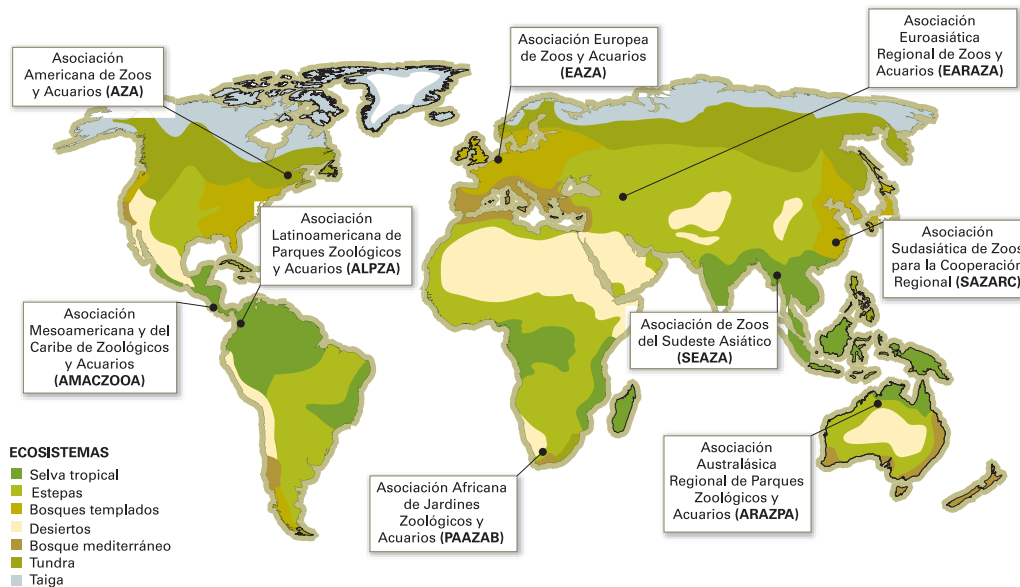 Asociación
Americana de Zoos
y Acuarios (AZA)
Asociación Europea
de Zoos y Acuarios
(EAZA)
Asociación
Euroasiática
Regional de Zoos y
Acuarios (EARAZA)
Asociación
Latinoamericana de
Parques Zoológicos
y Acuarios (ALPZA)
Asociación
Sudasiática de Zoos
para la Cooperación
Regional (SAZARC)
Asociación
Mesoamericana y del
Caribe de Zoológicos
y Acuarios
(AMACZOOA)
Asociación de Zoos
del Sudeste Asiático
(SEAZA)
Asociación Africana
de Jardines
Zoológicos y
Acuarios (PAAZAB)
Asociación
Australásica
Regional de Parques
Zoológicos y
Acuarios (ARAZPA)
ECOSISTEMAS
Selva tropical
Estepas
Bosques templados
Desiertos
Bosque mediterráneo
Tundra
Taiga